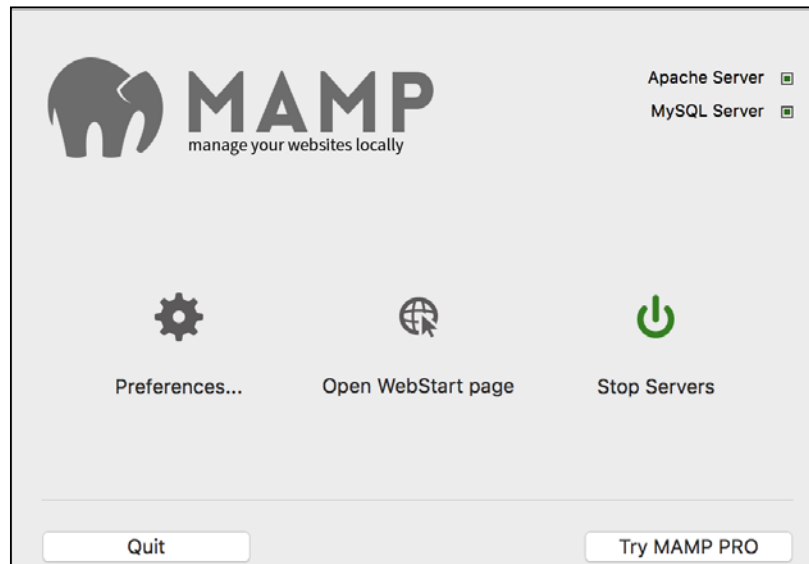 MAMP
manage your websites locally
Apache Server
MySQL Server
Preferences...
Open WebStart page
Stop Servers
Quit
Try MAMP PRO